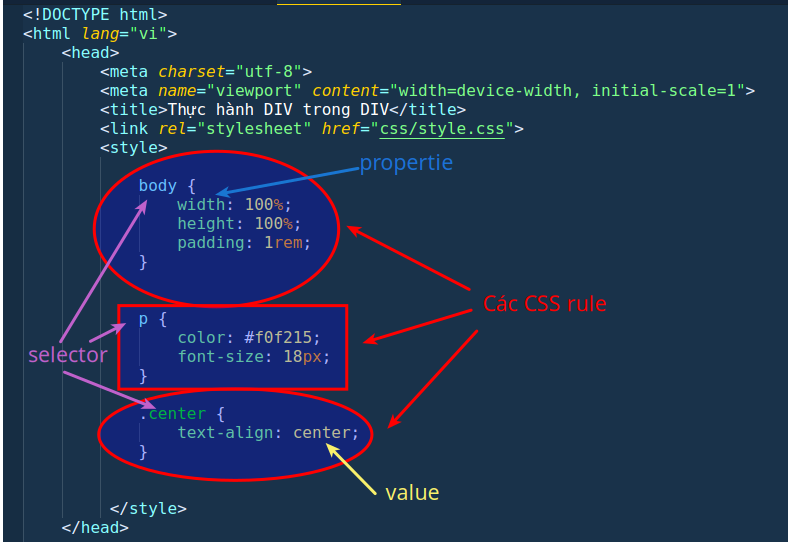 <!DOCTYPE html>
<html lang="vi">
<head>
<meta charset="utf-8">
<meta name="viewport" content="width=device-width, initial-scale=1">
<title>Thực hành DIV trong DIV</title>
<link rel="stylesheet" href="css/style.css">
<style>
propertie
body {
width: 100%;
height: 100%;
padding: 1rem;
}
Các CSS rule
p {
color: #f0f215;
font-size: 18px;
selector
}
.center {
text-align: center;
}
value
</style>
</head>